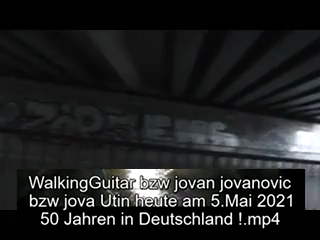 WalkingGuitar bzw jovan jovanovic
bzw jova Utin heute am 5.Mai 2021
50 Jahren in Deutschland !.mp4